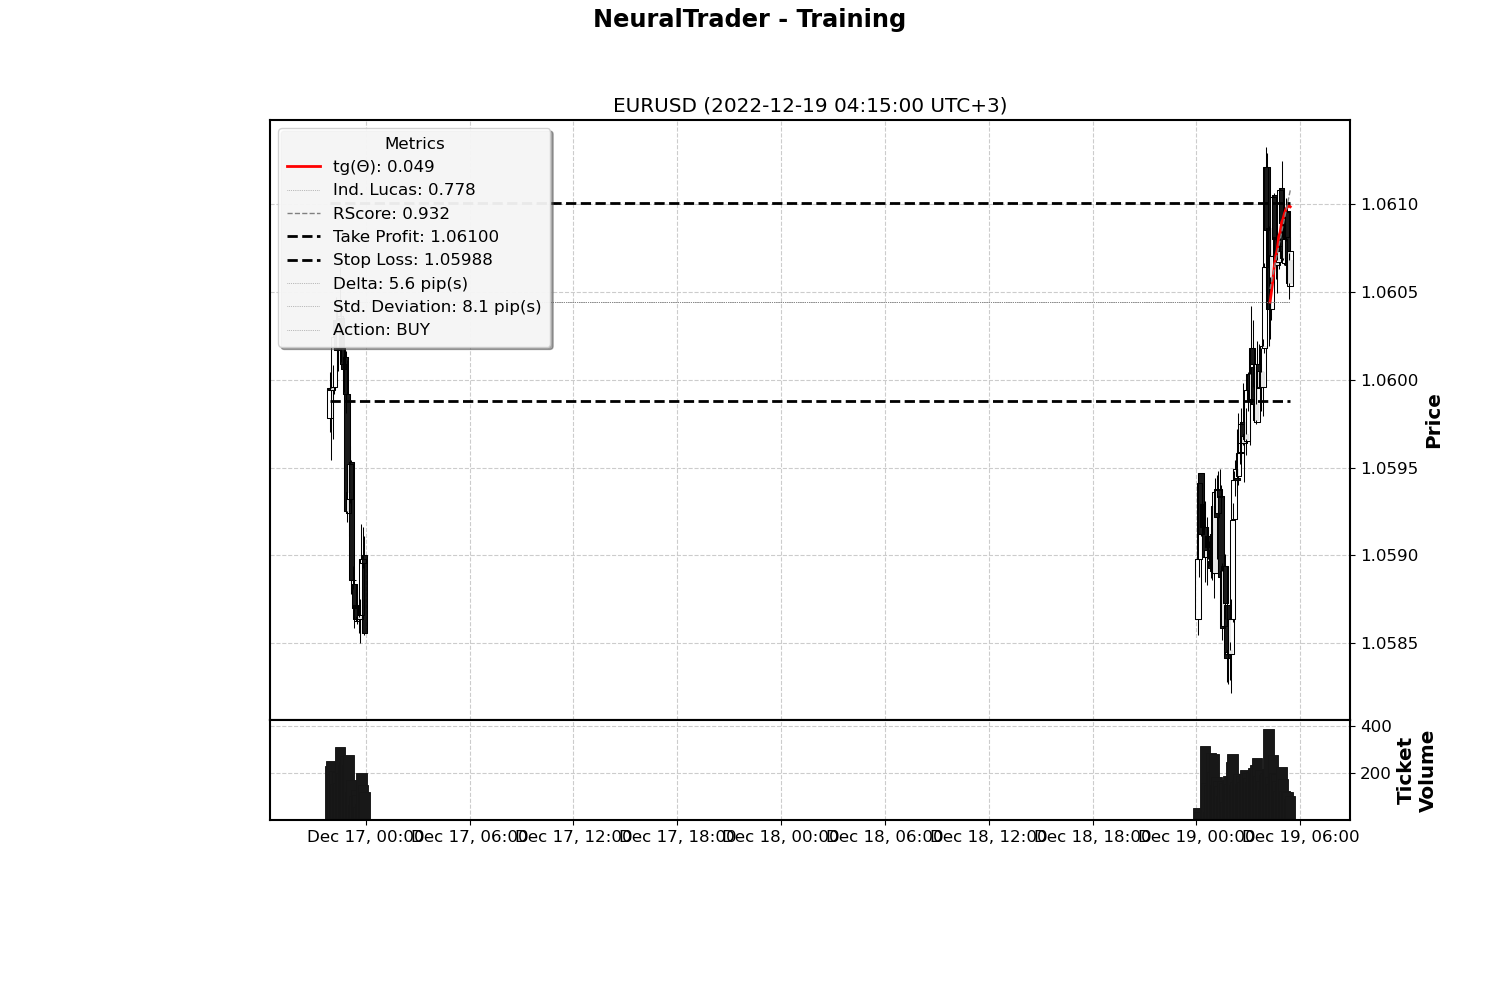 NeuralTrader - Training
EURUSD (2022-12-19 04:15:00 UTC+3)
Metrics
tg(Θ): 0.049
Ind. Lucas: 0.778
RScore: 0.932
Take Profit: 1.06100
Stop Loss: 1.05988
Delta: 5.6 pip(s)
Std. Deviation: 8.1 pip(s)
Action: BUY
1.0610
1.0605
1.0600
1.0595
1.0590
1.0585
Price
400
200
Ticket
Volume
Dec 17, 00:00 Dec 17, 06:00 Dec 17, 12:00 Dec 17, 18:00 Dec 18, 00:00 Dec 18, 06:00 Dec 18, 12:00 Dec 18, 18:00 Dec 19, 00:00 Dec 19, 06:00